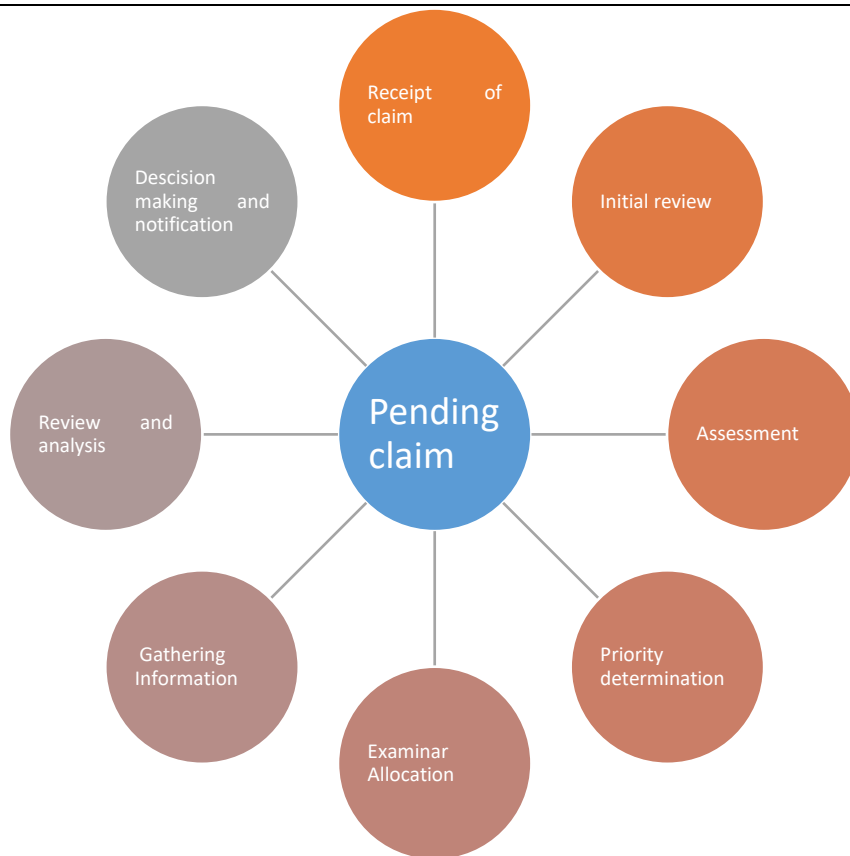 Receipt of
claim
Initial review
Assessment
Priority
determination
Examinar
Allocation
Gathering
Information
Review and
analysis
Descision
making and
notification
Pending
claim